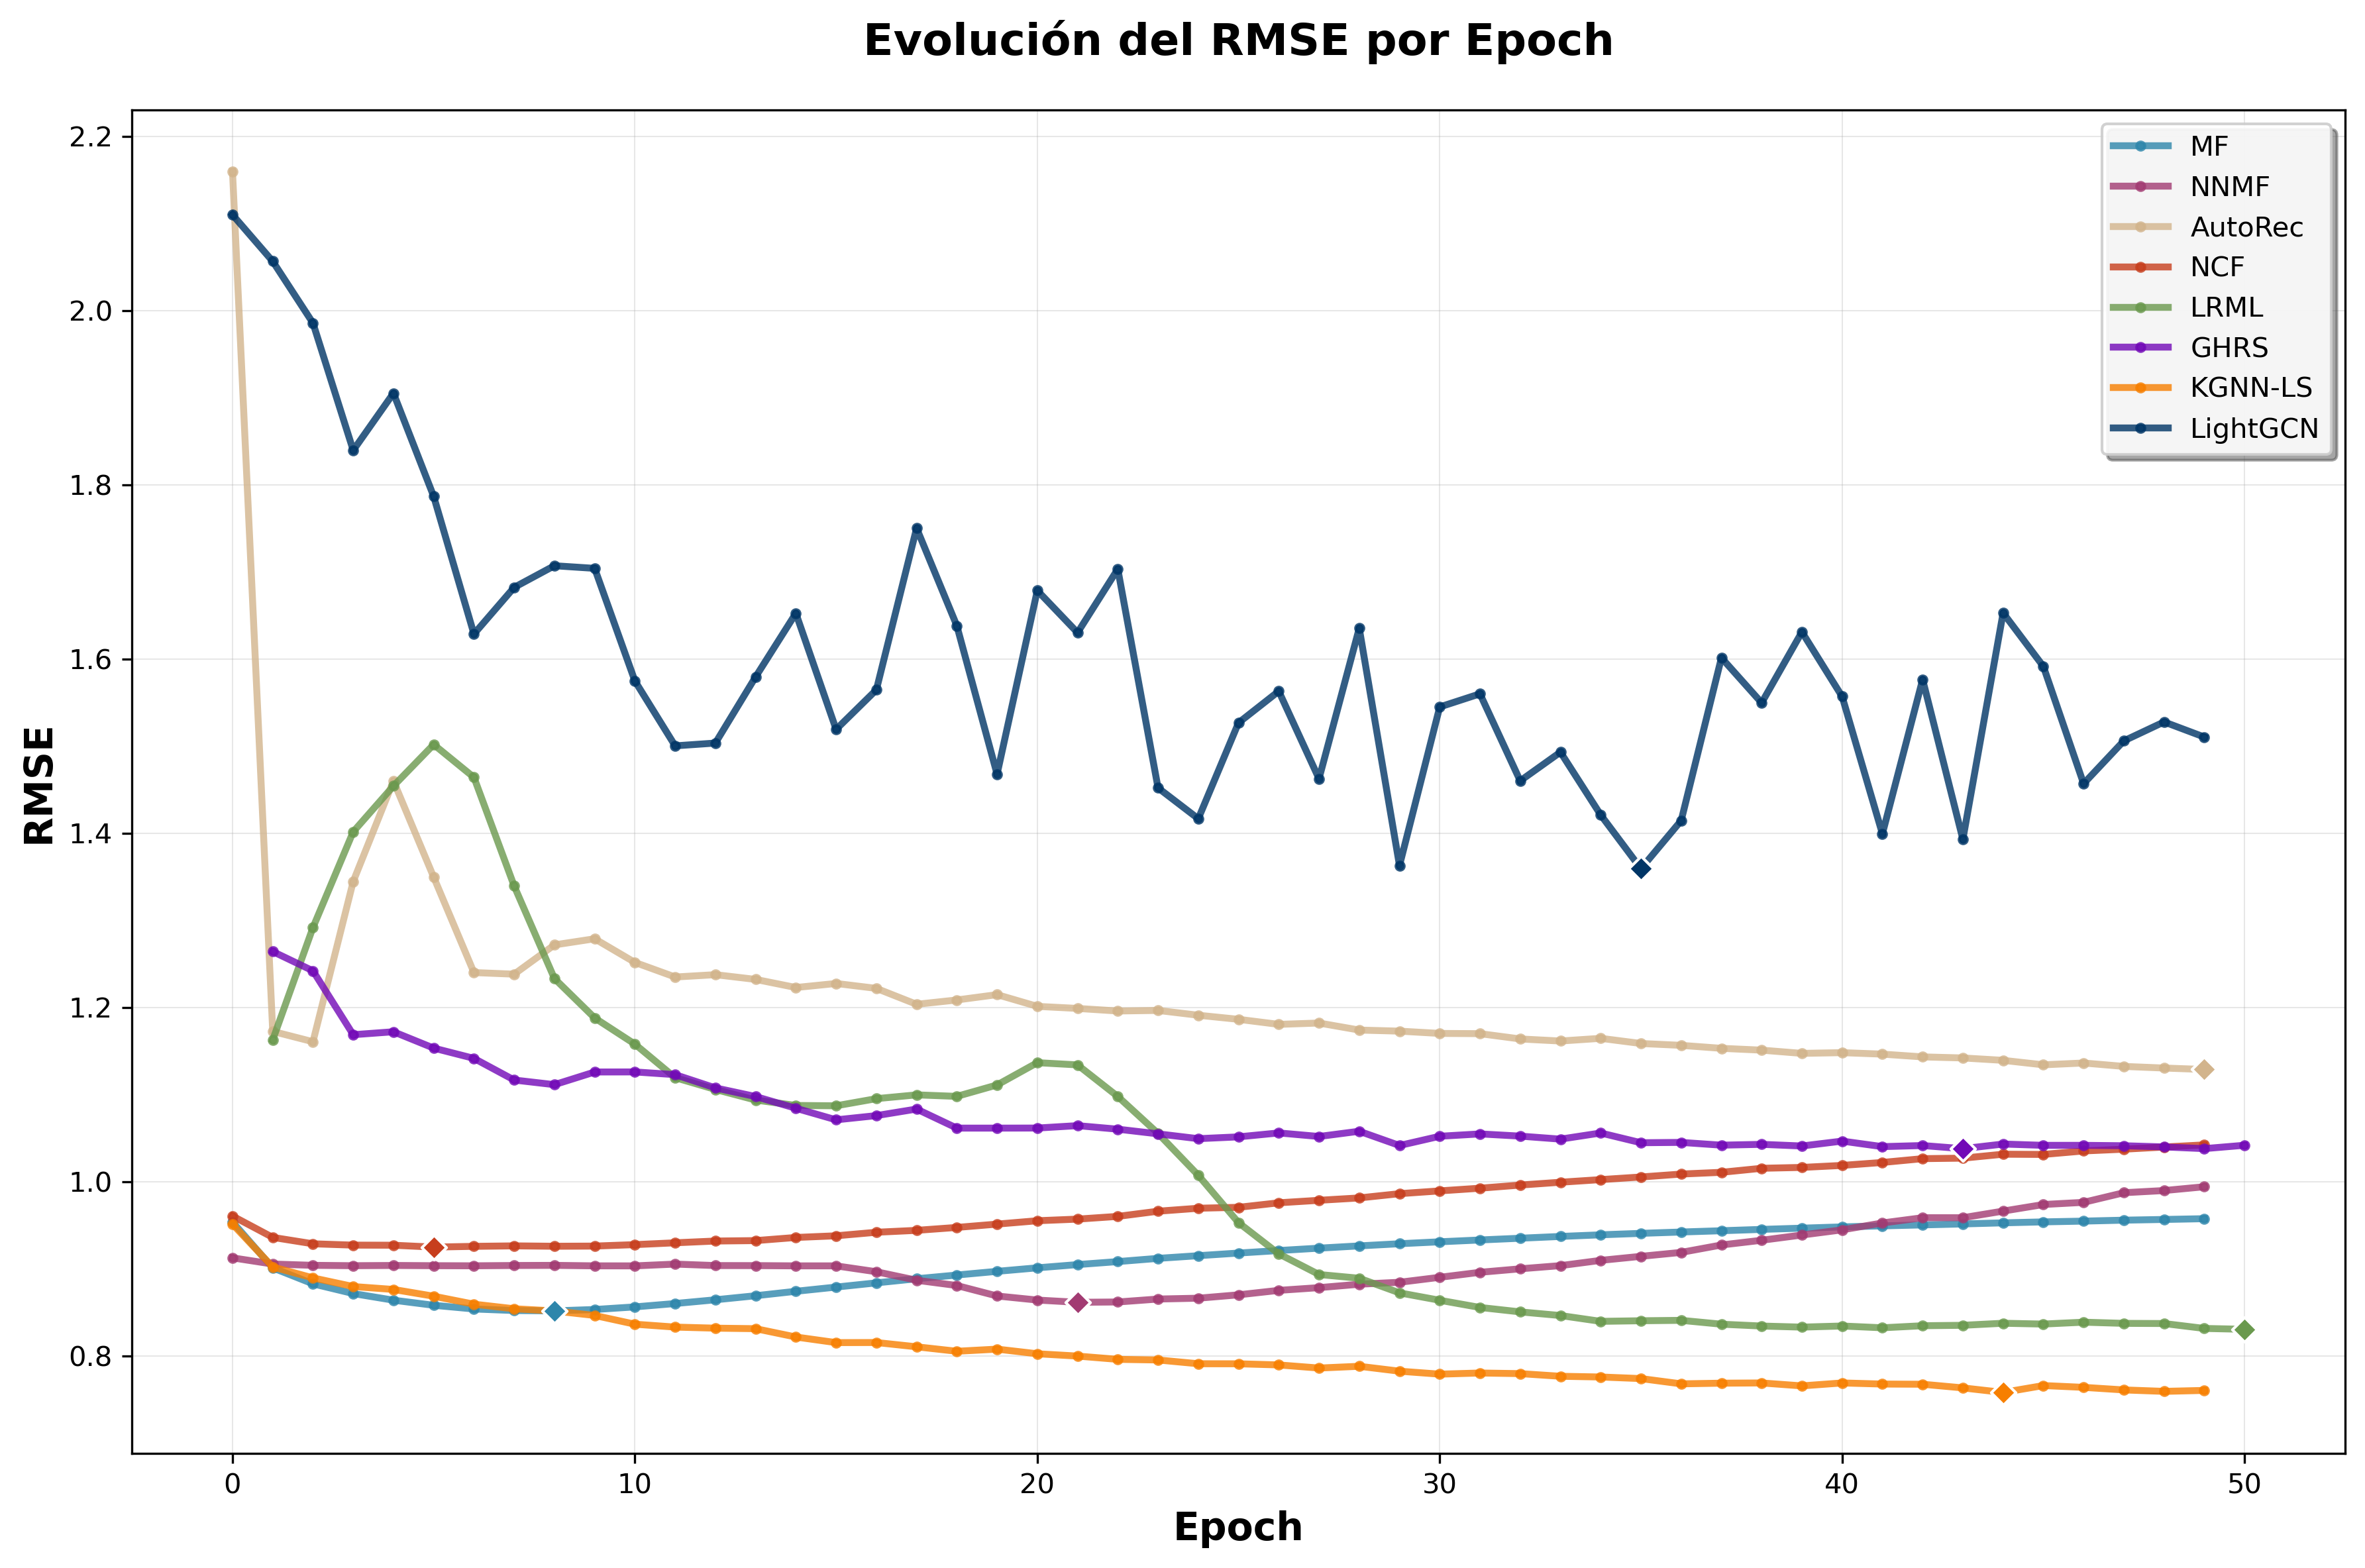 Evolución del RMSE por Epoch
RMSE
2.2
2.0
1.8
1.6
1.4
1.2
1.0
0.8
MF
NNMF
AutoRec
NCF
LRML
GHRS
KGNN-LS
LightGCN
0
10
20
30
40
50
Epoch